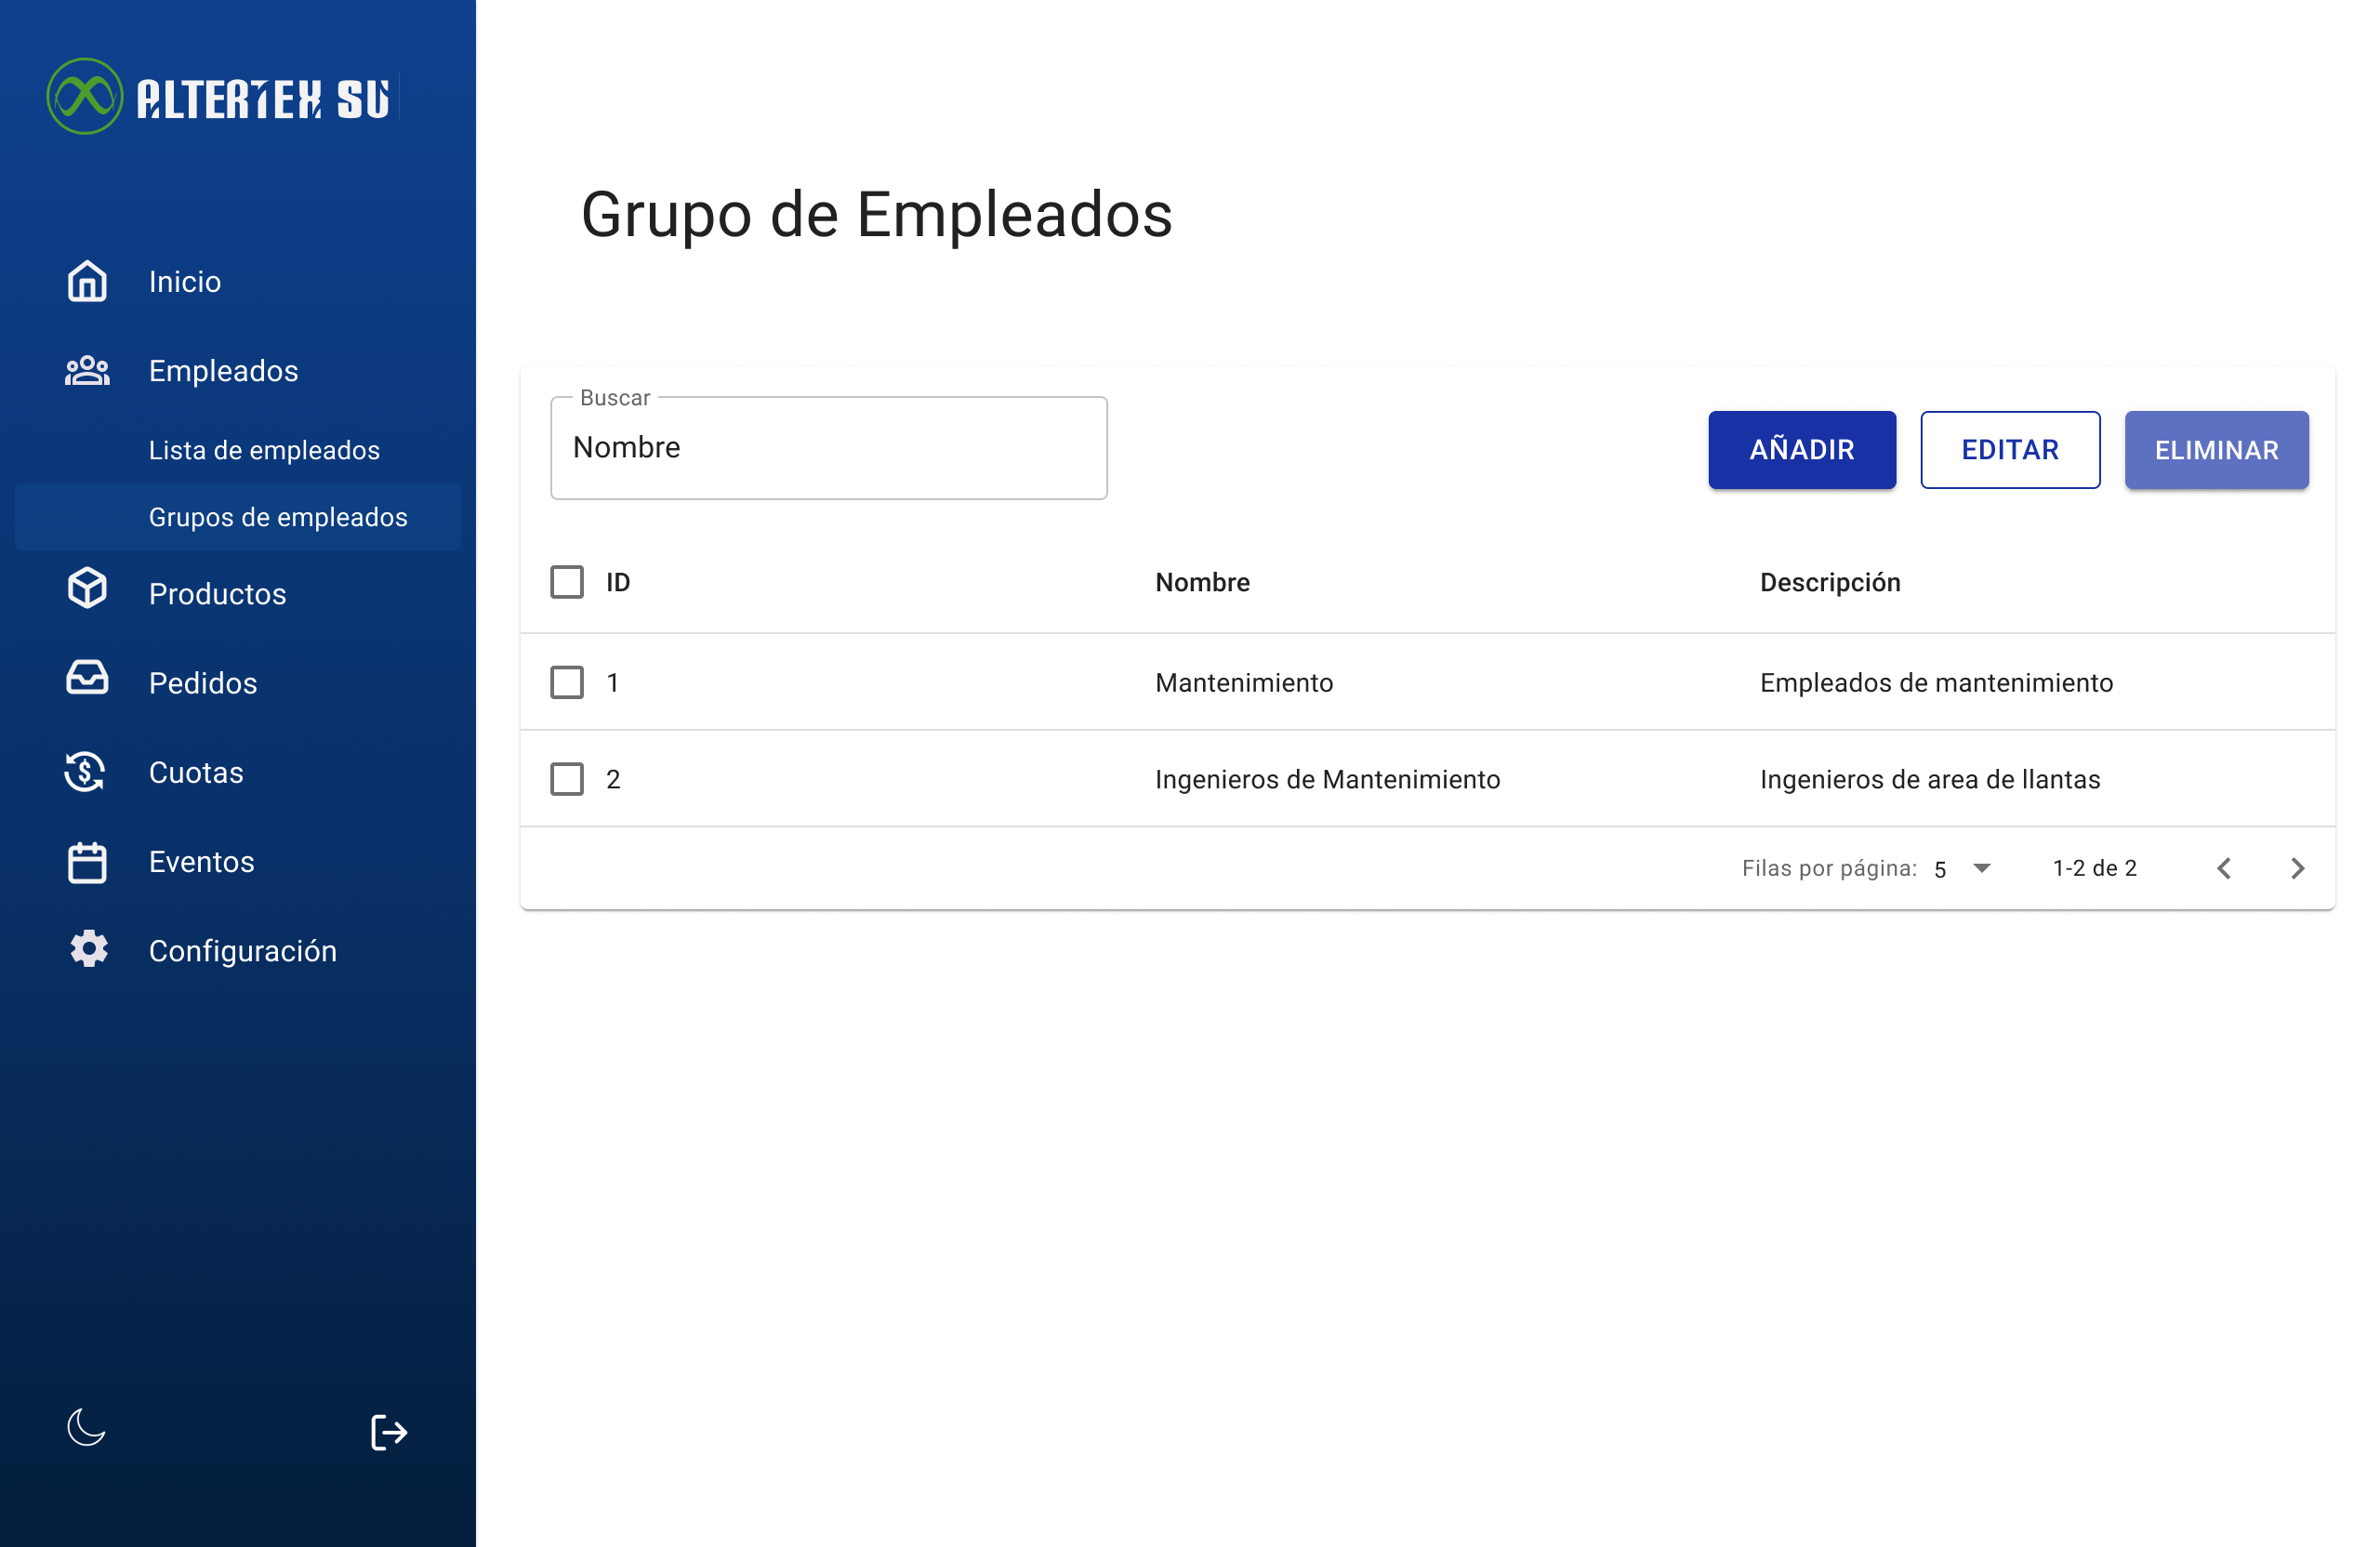 ALTERTEX SU
Inicio
Empleados
Lista de empleados
Grupos de empleados
Productos
Pedidos
Cuotas
Eventos
Configuración
Grupo de Empleados
Buscar
Nombre
AÑADIR
EDITAR
ELIMINAR
ID Nombre Descripción
1 Mantenimiento Empleados de mantenimiento
2 Ingenieros de Mantenimiento Ingenieros de area de llantas
Filas por página: 5 1-2 de 2